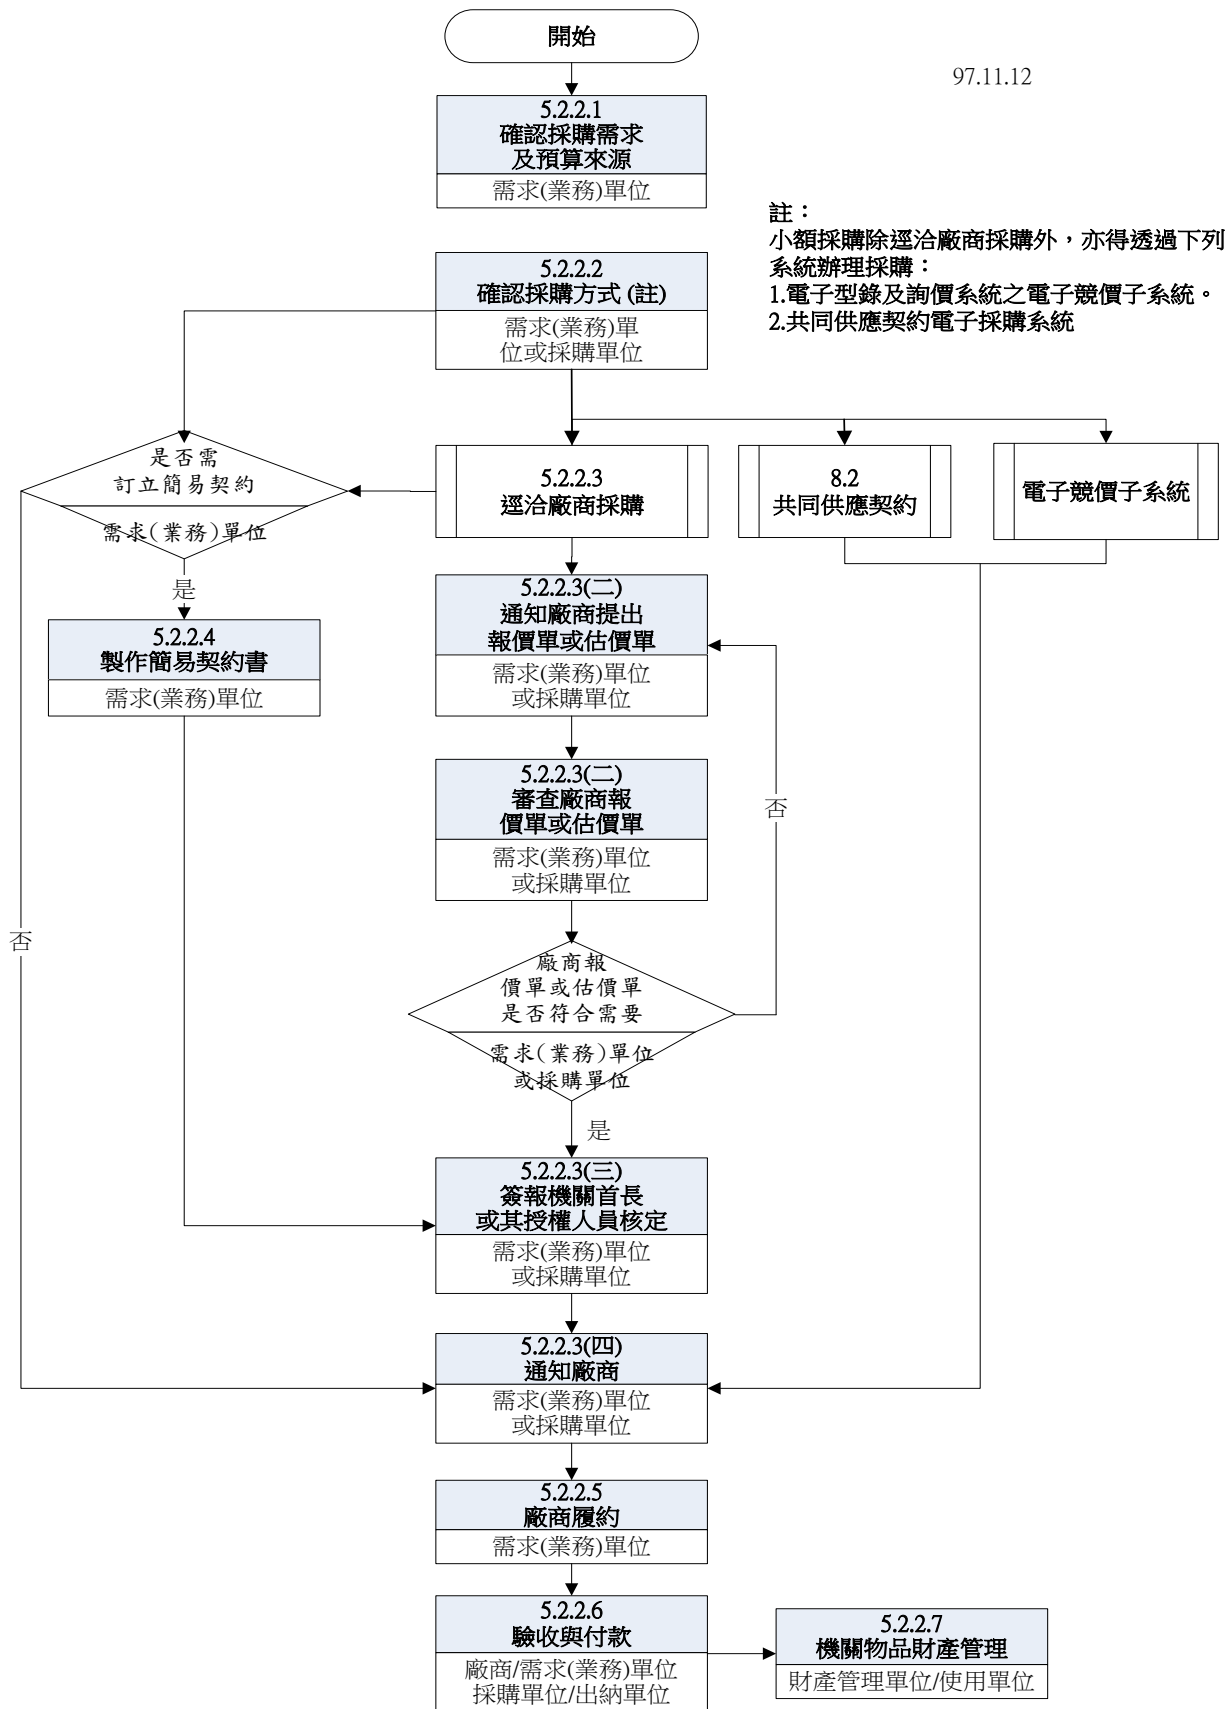 開始
97.11.12
5.2.2.1
確認採購需求
及預算來源
需求(業務)單位
註：
小額採購除逕洽廠商採購外，亦得透過下列
系統辦理採購：
1.電子型錄及詢價系統之電子競價子系統。
2.共同供應契約電子採購系統
5.2.2.2
確認採購方式 (註)
需求(業務)單
位或採購單位
是否需
訂立簡易契約
需求(業務)單位
5.2.2.3
逕洽廠商採購
8.2
共同供應契約
電子競價子系統
是
5.2.2.4
製作簡易契約書
需求(業務)單位
5.2.2.3(二)
通知廠商提出
報價單或估價單
需求(業務)單位
或採購單位
5.2.2.3(二)
審查廠商報
價單或估價單
需求(業務)單位
或採購單位
否
否
廠商報
價單或估價單
是否符合需要
需求(業務)單位
或採購單位
是
5.2.2.3(三)
簽報機關首長
或其授權人員核定
需求(業務)單位
或採購單位
5.2.2.3(四)
通知廠商
需求(業務)單位
或採購單位
5.2.2.5
廠商履約
需求(業務)單位
5.2.2.6
驗收與付款
廠商/需求(業務)單位
採購單位/出納單位
5.2.2.7
機關物品財產管理
財產管理單位/使用單位